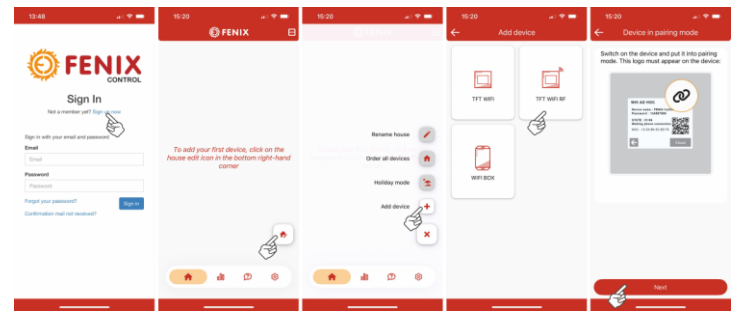 13:48
FENIX
CONTROL
Sign In
Not a member yet? Sign up now
Sign in with your email and password
Email
Email
Password
Password
Forgot your password?
Sign in
Confirmation mail not received?
15:20
FENIX
To add your first device, click on the
house edit icon in the bottom right-hand
corner
15:20
FENIX
Rename house
Order all devices
Holiday mode
Add device
15:20
Add device
TFT WIFI
TFT WIFI RF
WIFI BOX
15:20
Device in pairing mode
Switch on the device and put it into pairing
mode. This logo must appear on the device:
Next